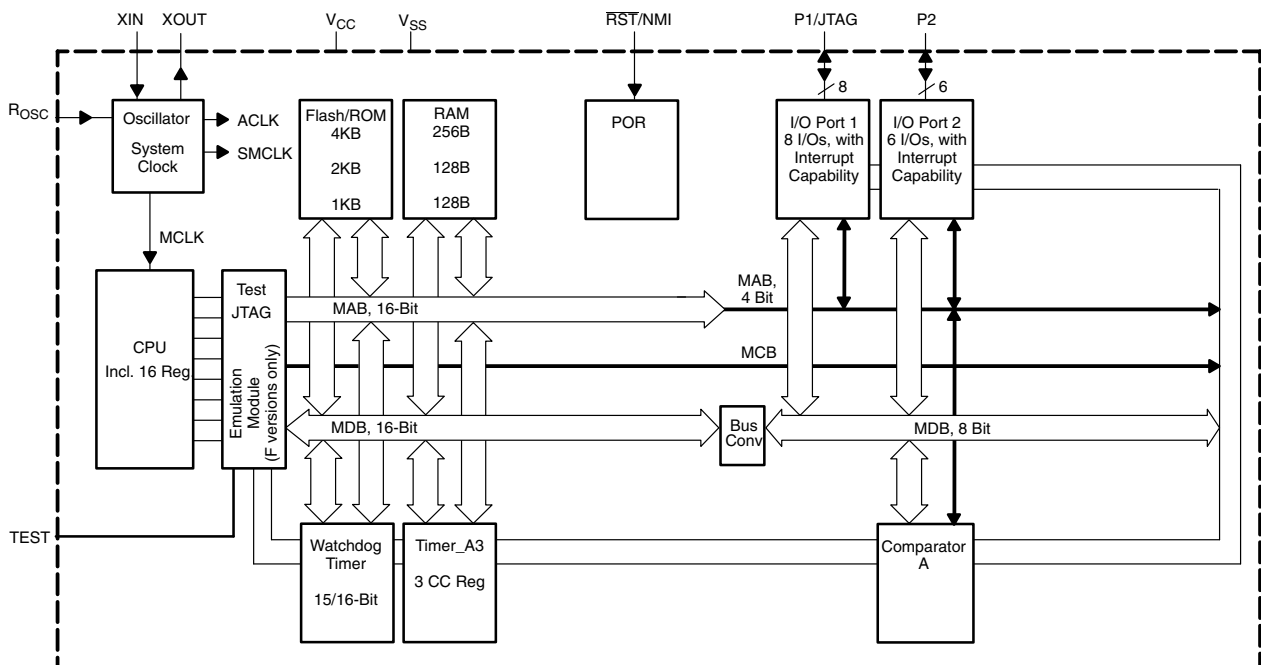 XIN XOUT VCC VSS RST/NMI P1/JTAG P2
8 6
ROSC
Oscillator
System
Clock
ACLK
SMCLK
MCLK
Flash/ROM
4KB
2KB
1KB
RAM
256B
128B
128B
POR
I/O Port 1
8 I/Os, with
Interrupt
Capability
I/O Port 2
6 I/Os, with
Interrupt
Capability
CPU
Incl. 16 Reg.
Test
JTAG
Emulation
Module
(F versions only)
MAB, 16-Bit
MAB,
4 Bit
MCB
MDB, 16-Bit
Bus
Conv
MDB, 8 Bit
TEST
Watchdog
Timer
15/16-Bit
Timer_A3
3 CC Reg
Comparator
A